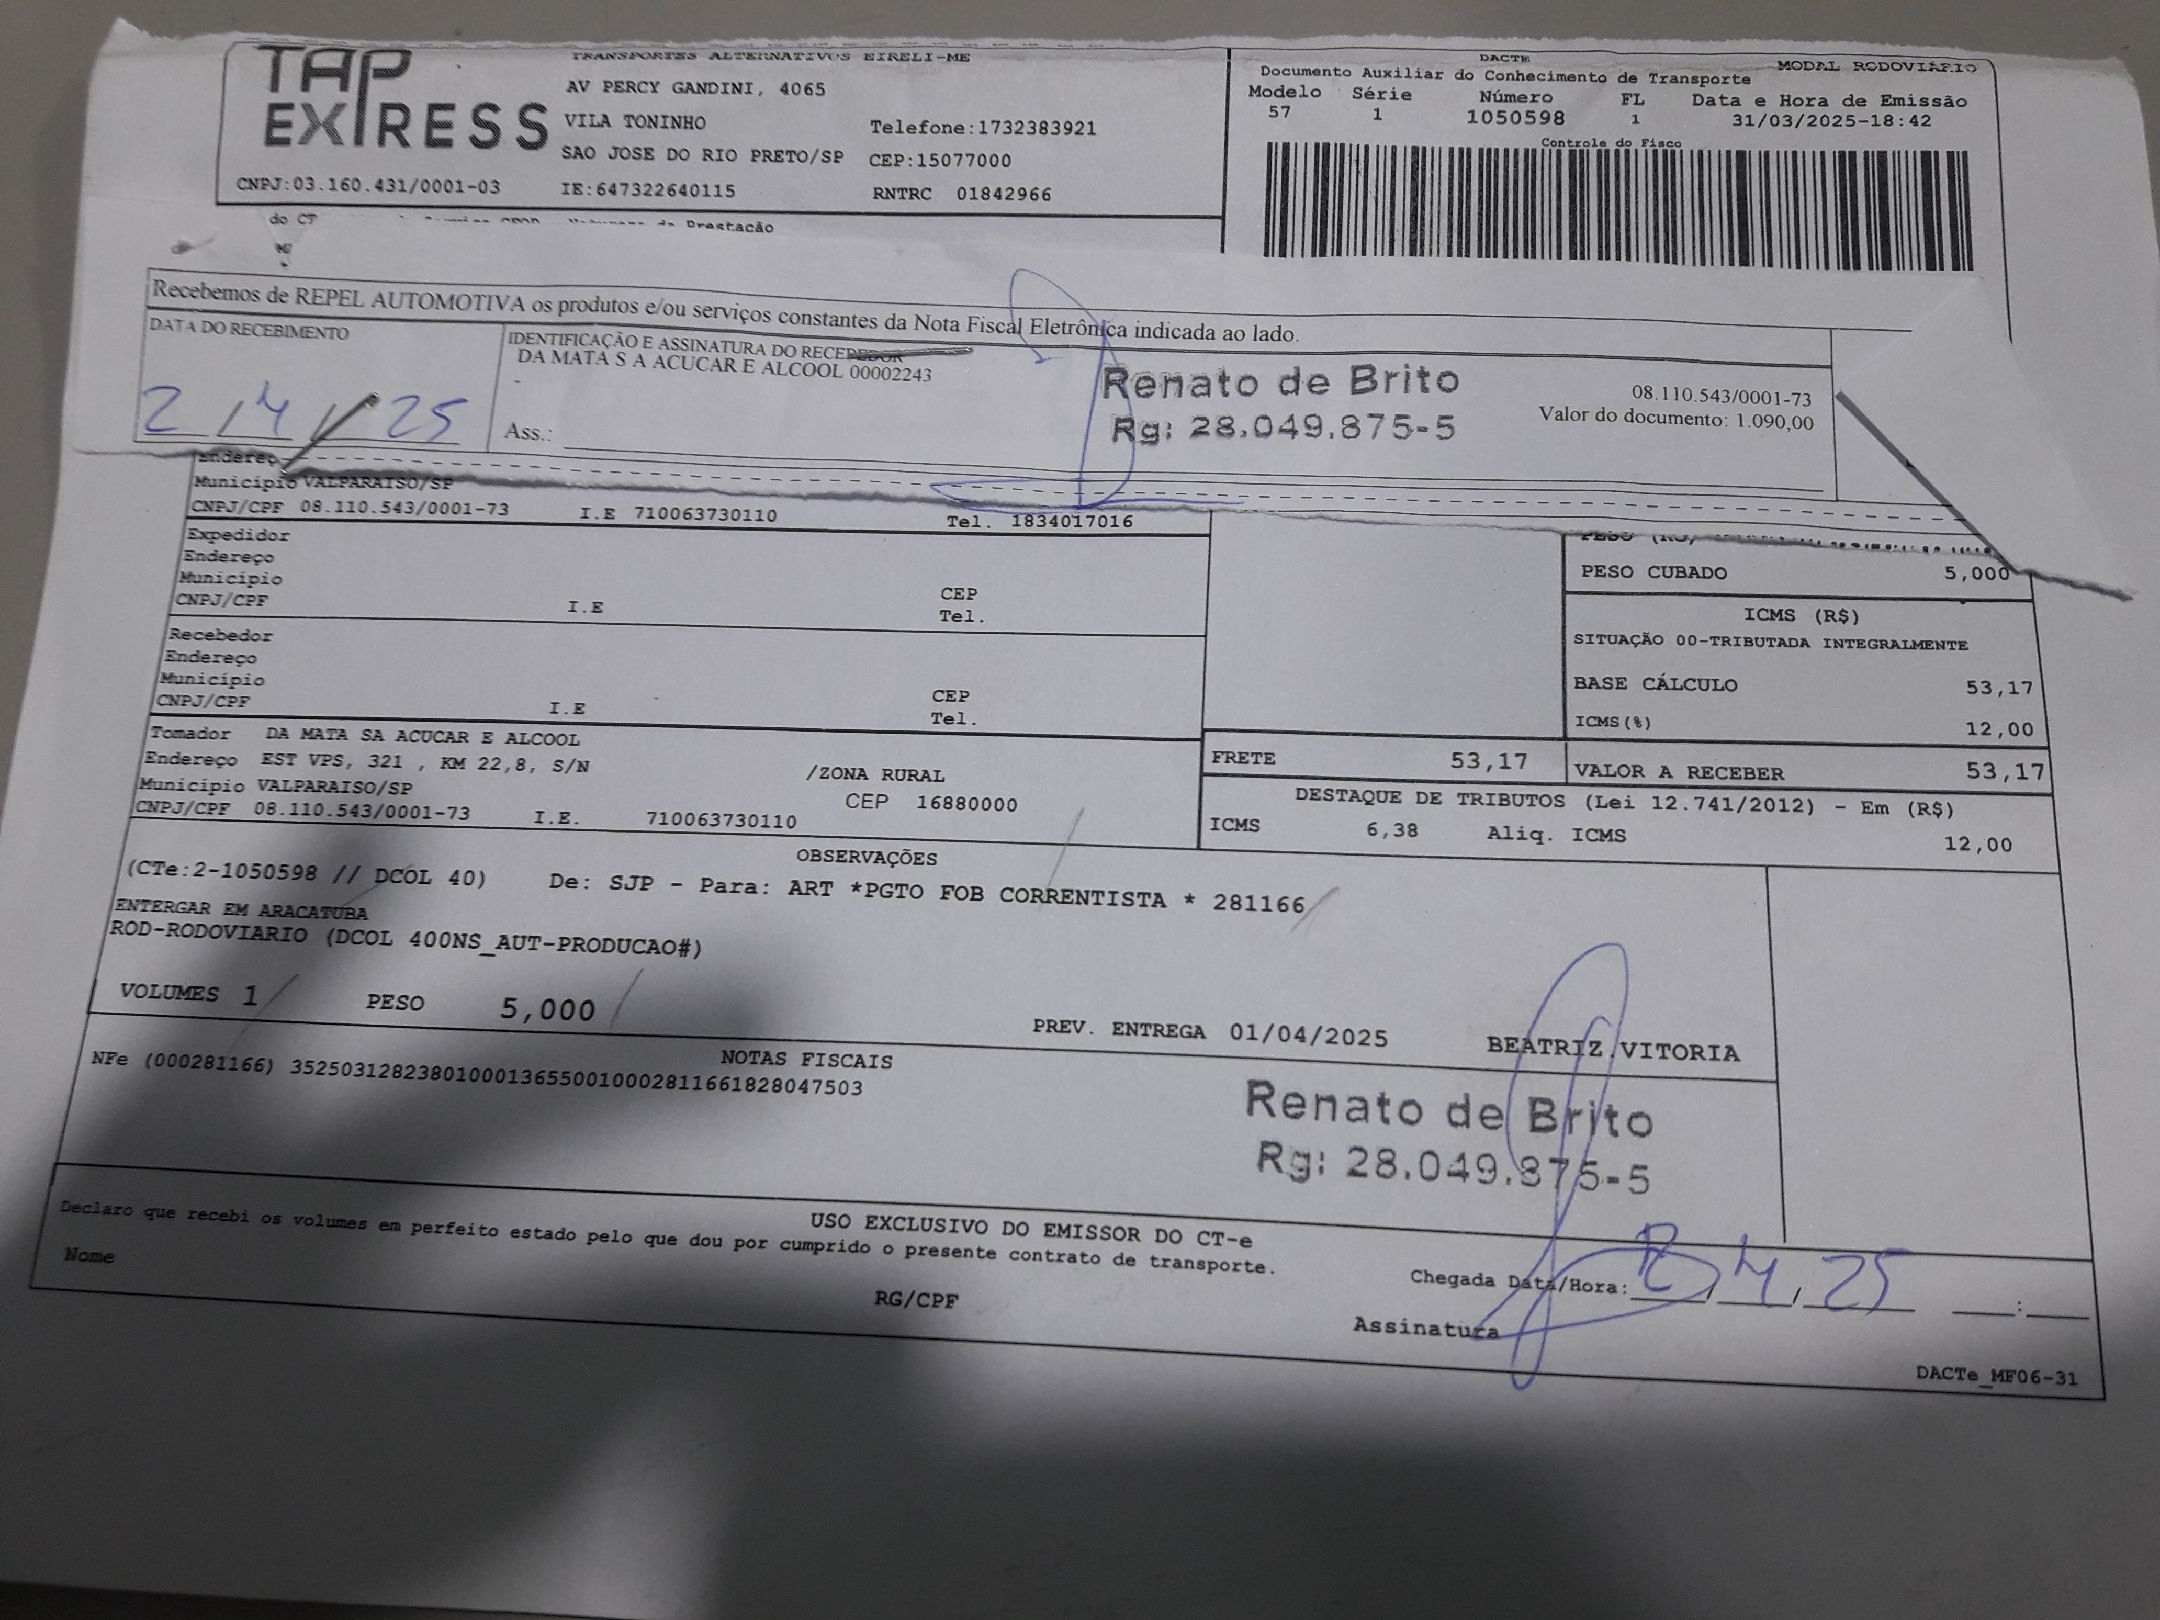 TAP EXPRESS
TRANSPORTES ALTERNATIVOS EIRELI-ME
AV PERCY GANDINI, 4065
VILA TONINHO
Telefone:1732383921
SAO JOSE DO RIO PRETO/SP CEP:15077000
CNPJ:03.160.431/0001-03 IE:647322640115 RNTRC 01842966
DACTE
MODAL RODOVIÁRIO
Documento Auxiliar do Conhecimento de Transporte
Modelo Série Número FL Data e Hora de Emissão
57 1 1050598 1 31/03/2025-18:42
Controle do Fisco
do CT
da Prestação
Recebemos de REPEL AUTOMOTIVA os produtos e/ou serviços constantes da Nota Fiscal Eletrônica indicada ao lado.
DATA DO RECEBIMENTO
2/4/25
IDENTIFICAÇÃO E ASSINATURA DO RECEBEDOR
DA MATA S A ACUCAR E ALCOOL 00002243
-
Ass.:
Renato de Brito
Rg: 28.049.875-5
08.110.543/0001-73
Valor do documento: 1.090,00
Endereç
Município VALPARAISO/SP
CNPJ/CPF 08.110.543/0001-73 I.E 710063730110 Tel. 1834017016
Expedidor
Endereço
Município CEP
CNPJ/CPF I.E Tel.
Recebedor
Endereço
Município CEP
CNPJ/CPF I.E Tel.
PESO CUBADO 5,000
ICMS (R$)
SITUAÇÃO 00-TRIBUTADA INTEGRALMENTE
BASE CÁLCULO 53,17
ICMS(%) 12,00
Tomador DA MATA SA ACUCAR E ALCOOL
Endereço EST VPS, 321 , KM 22,8, S/N /ZONA RURAL
Município VALPARAISO/SP CEP 16880000
CNPJ/CPF 08.110.543/0001-73 I.E. 710063730110
FRETE 53,17 VALOR A RECEBER 53,17
DESTAQUE DE TRIBUTOS (Lei 12.741/2012) - Em (R$)
ICMS 6,38 Aliq. ICMS 12,00
OBSERVAÇÕES
(CTe:2-1050598 // DCOL 40) De: SJP - Para: ART *PGTO FOB CORRENTISTA * 281166
ENTERGAR EM ARACATUBA
ROD-RODOVIARIO (DCOL 400NS_AUT-PRODUCAO#)
VOLUMES 1 PESO 5,000 PREV. ENTREGA 01/04/2025 BEATRIZ.VITORIA
NOTAS FISCAIS
NFe (000281166) 35250312823801000136550010002811661828047503
Renato de Brito
Rg: 28.049.875-5
USO EXCLUSIVO DO EMISSOR DO CT-e
Declaro que recebi os volumes em perfeito estado pelo que dou por cumprido o presente contrato de transporte.
Nome RG/CPF
Chegada Data/Hora: 2/4/25 :
Assinatura
DACTe_MF06-31